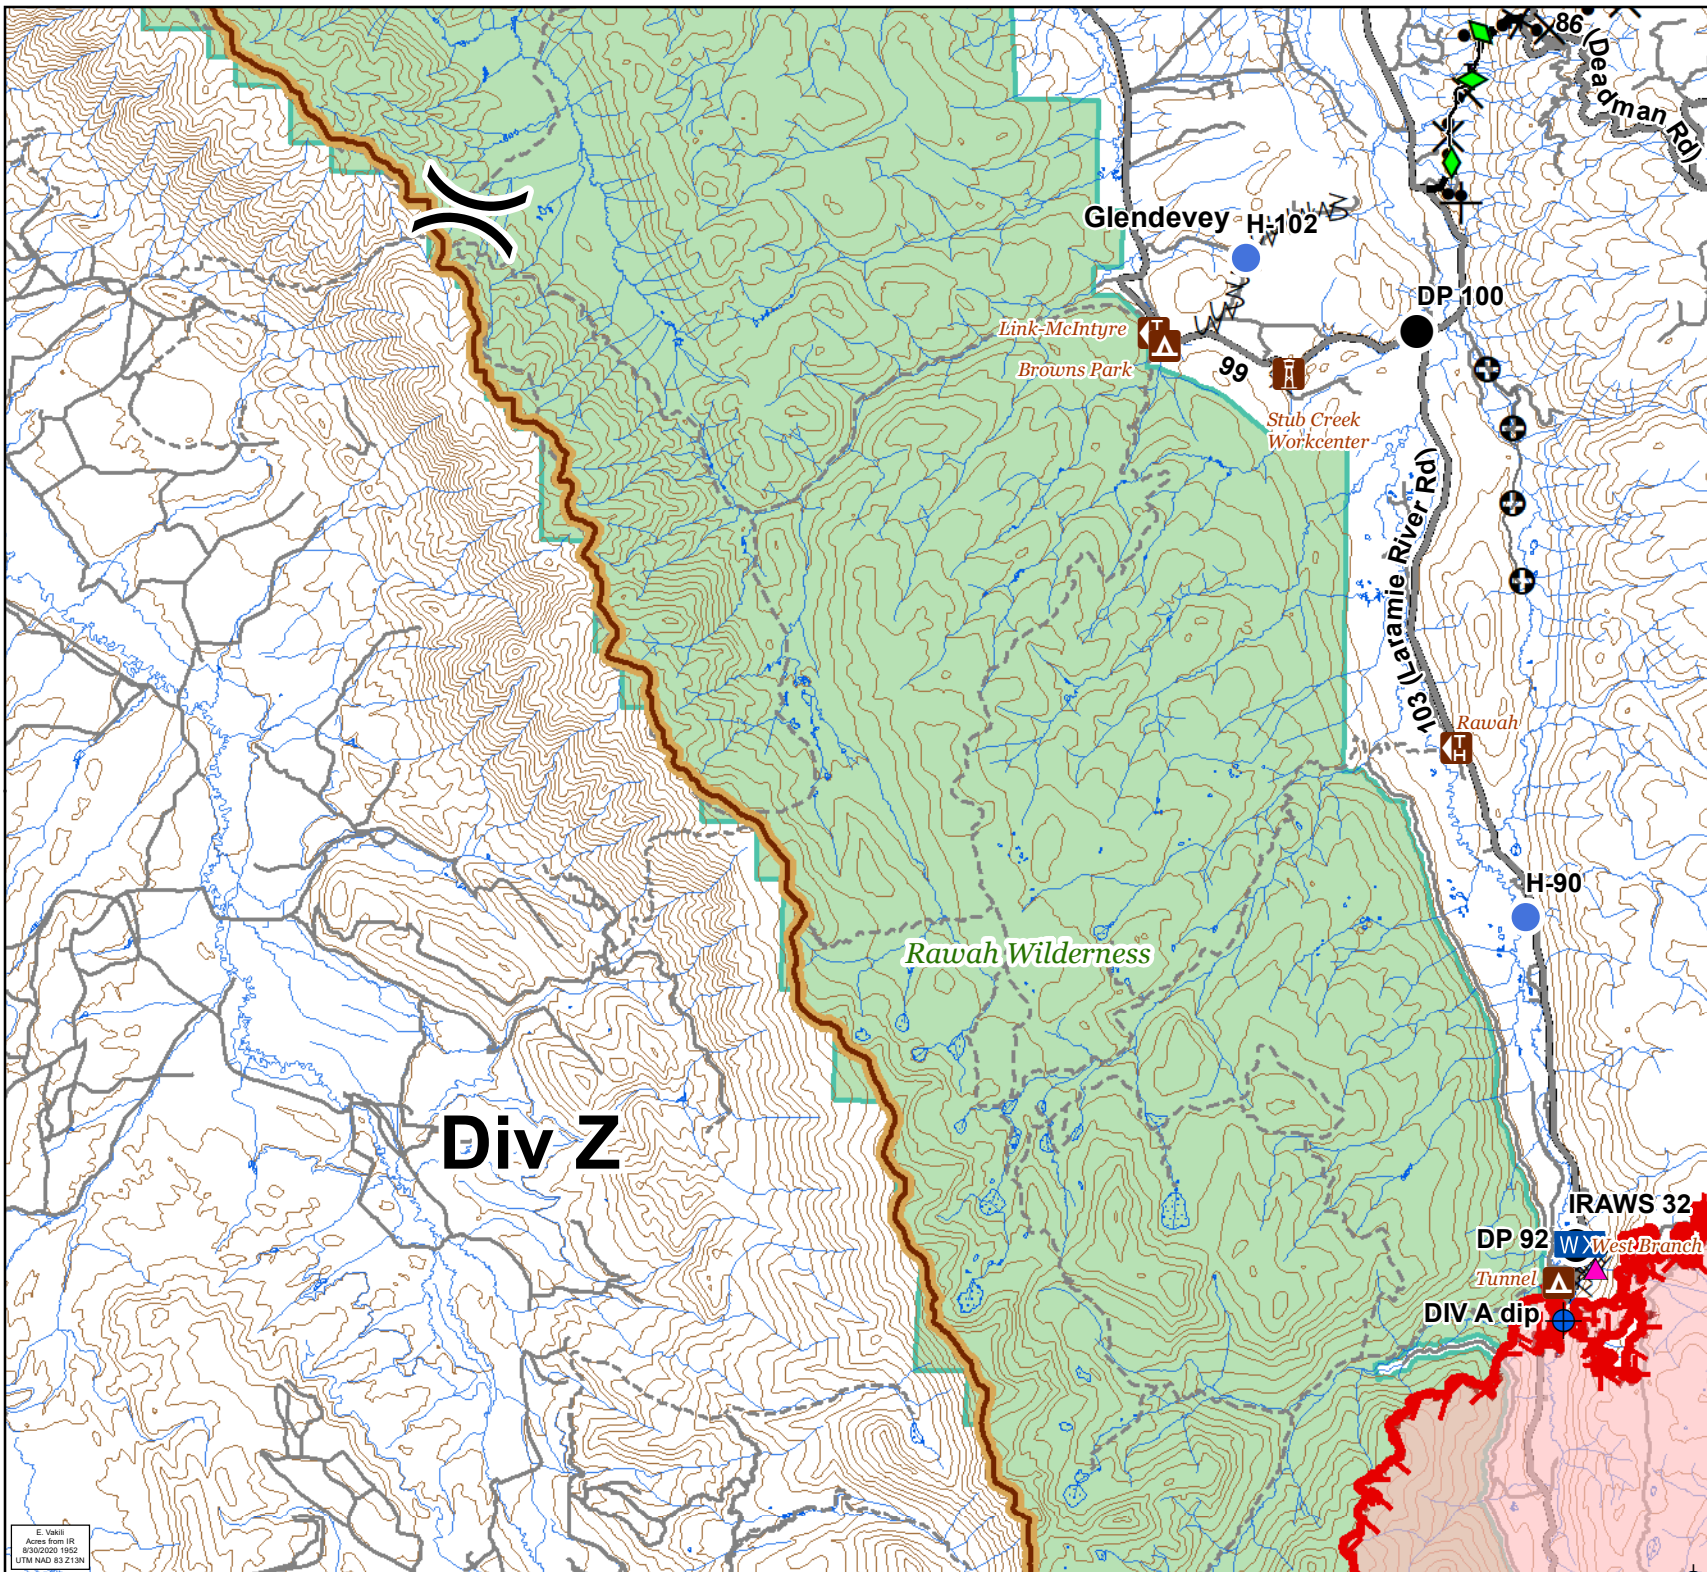 86 (Deadman Rd)
Glendevey
H-102
DP 100
Link-McIntyre
T
Browns Park
99
Stub Creek
Workcenter
103 (Laramie River Rd)
Rawah
TH
H-90
Rawah Wilderness
Div Z
IRAWS 32
DP 92
WX
West Branch
Tunnel
DIV A dip
E. Vakili
Acres from IR
8/30/2020 1952
UTM NAD 83 Z13N